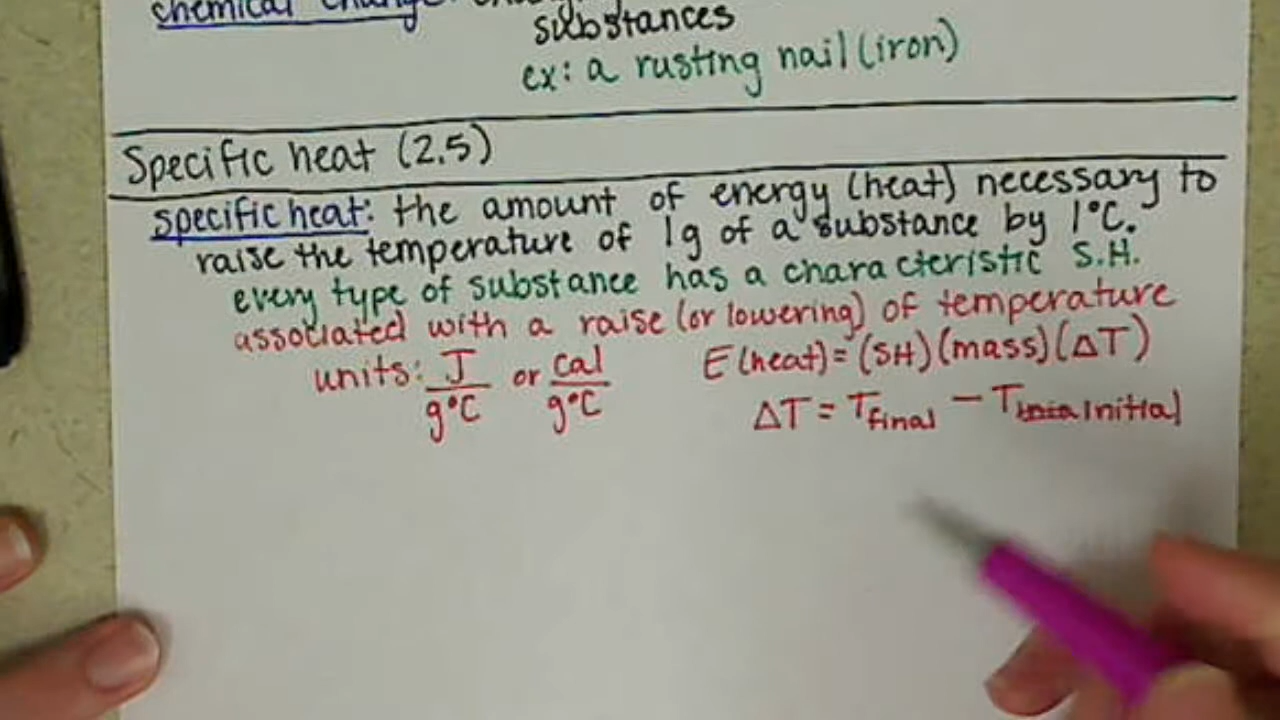 chemical change:
substances
ex: a rusting nail (iron)
Specific heat (2.5)
specific heat: the amount of energy (heat) necessary to
raise the temperature of 1g of a substance by 1°C.
every type of substance has a characteristic S.H.
associated with a raise (or lowering) of temperature
units: J/g°C or cal/g°C
E (heat) = (SH)(mass)(ΔT)
ΔT = Tfinal - Tinitial